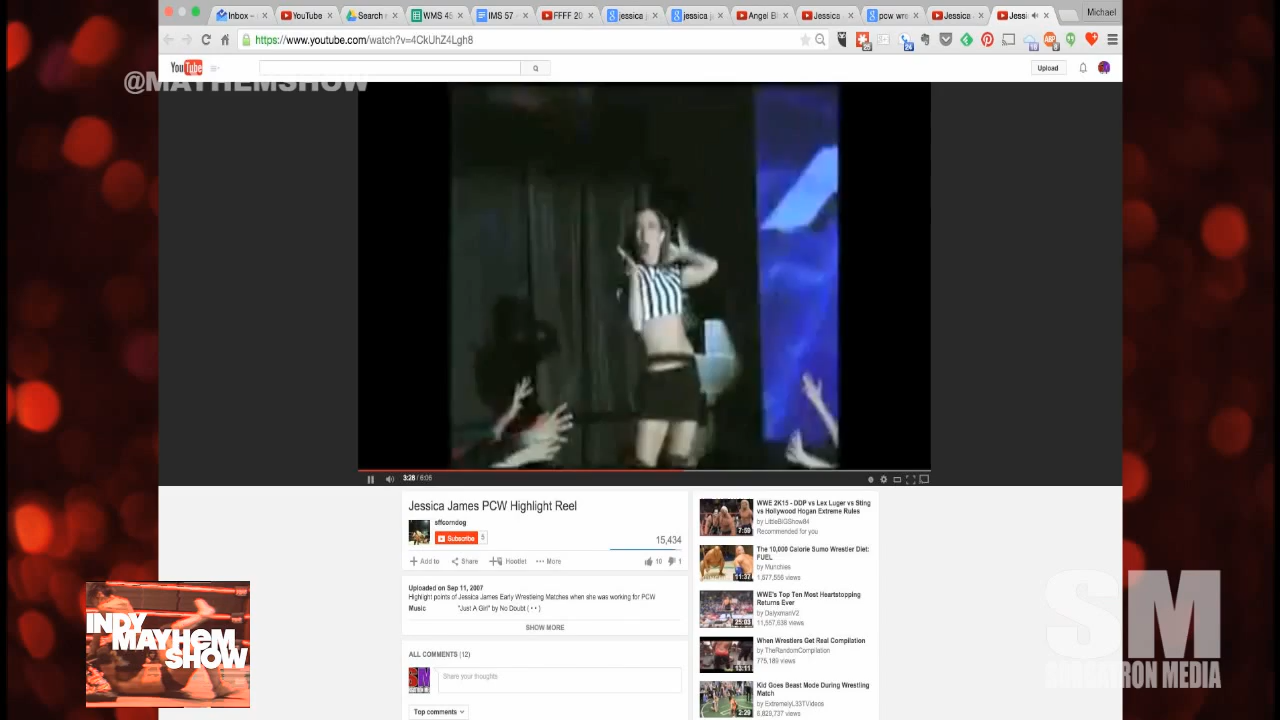 Inbox –
YouTube
Search r
WMS 45
IMS 57
FFFF 20
jessica j
jessica ja
Angel Bl
Jessica
pcw wre
Jessica
Jessi
Michael
https://www.youtube.com/watch?v=4CkUhZ4Lgh8
YouTube
Upload
@MAYHEMSHOW
3:28 / 6:06
Jessica James PCW Highlight Reel
sffcorndog
Subscribe 5
15,434
Add to Share Hootlet More
10 1
Uploaded on Sep 11, 2007
Highlight points of Jessica James Early Wrestleing Matches when she was working for PCW
Music "Just A Girl" by No Doubt
SHOW MORE
ALL COMMENTS (12)
Share your thoughts
Top comments
WWE 2K15 - DDP vs Lex Luger vs Sting
vs Hollywood Hogan Extreme Rules
by LittleBIGShow84
Recommended for you
7:59
The 10,000 Calorie Sumo Wrestler Diet:
FUEL
by Munchies
1,677,556 views
11:37
WWE's Top Ten Most Heartstopping
Returns Ever
by DalyxmanV2
11,557,638 views
25:03
When Wrestlers Get Real Compilation
by TheRandomCompilation
775,189 views
13:11
Kid Goes Beast Mode During Wrestling
Match
by ExtremelyL33TVideos
6,820,737 views
2:29
INDY
MAYHEM
SHOW
SM
SORGATRON MEDIA